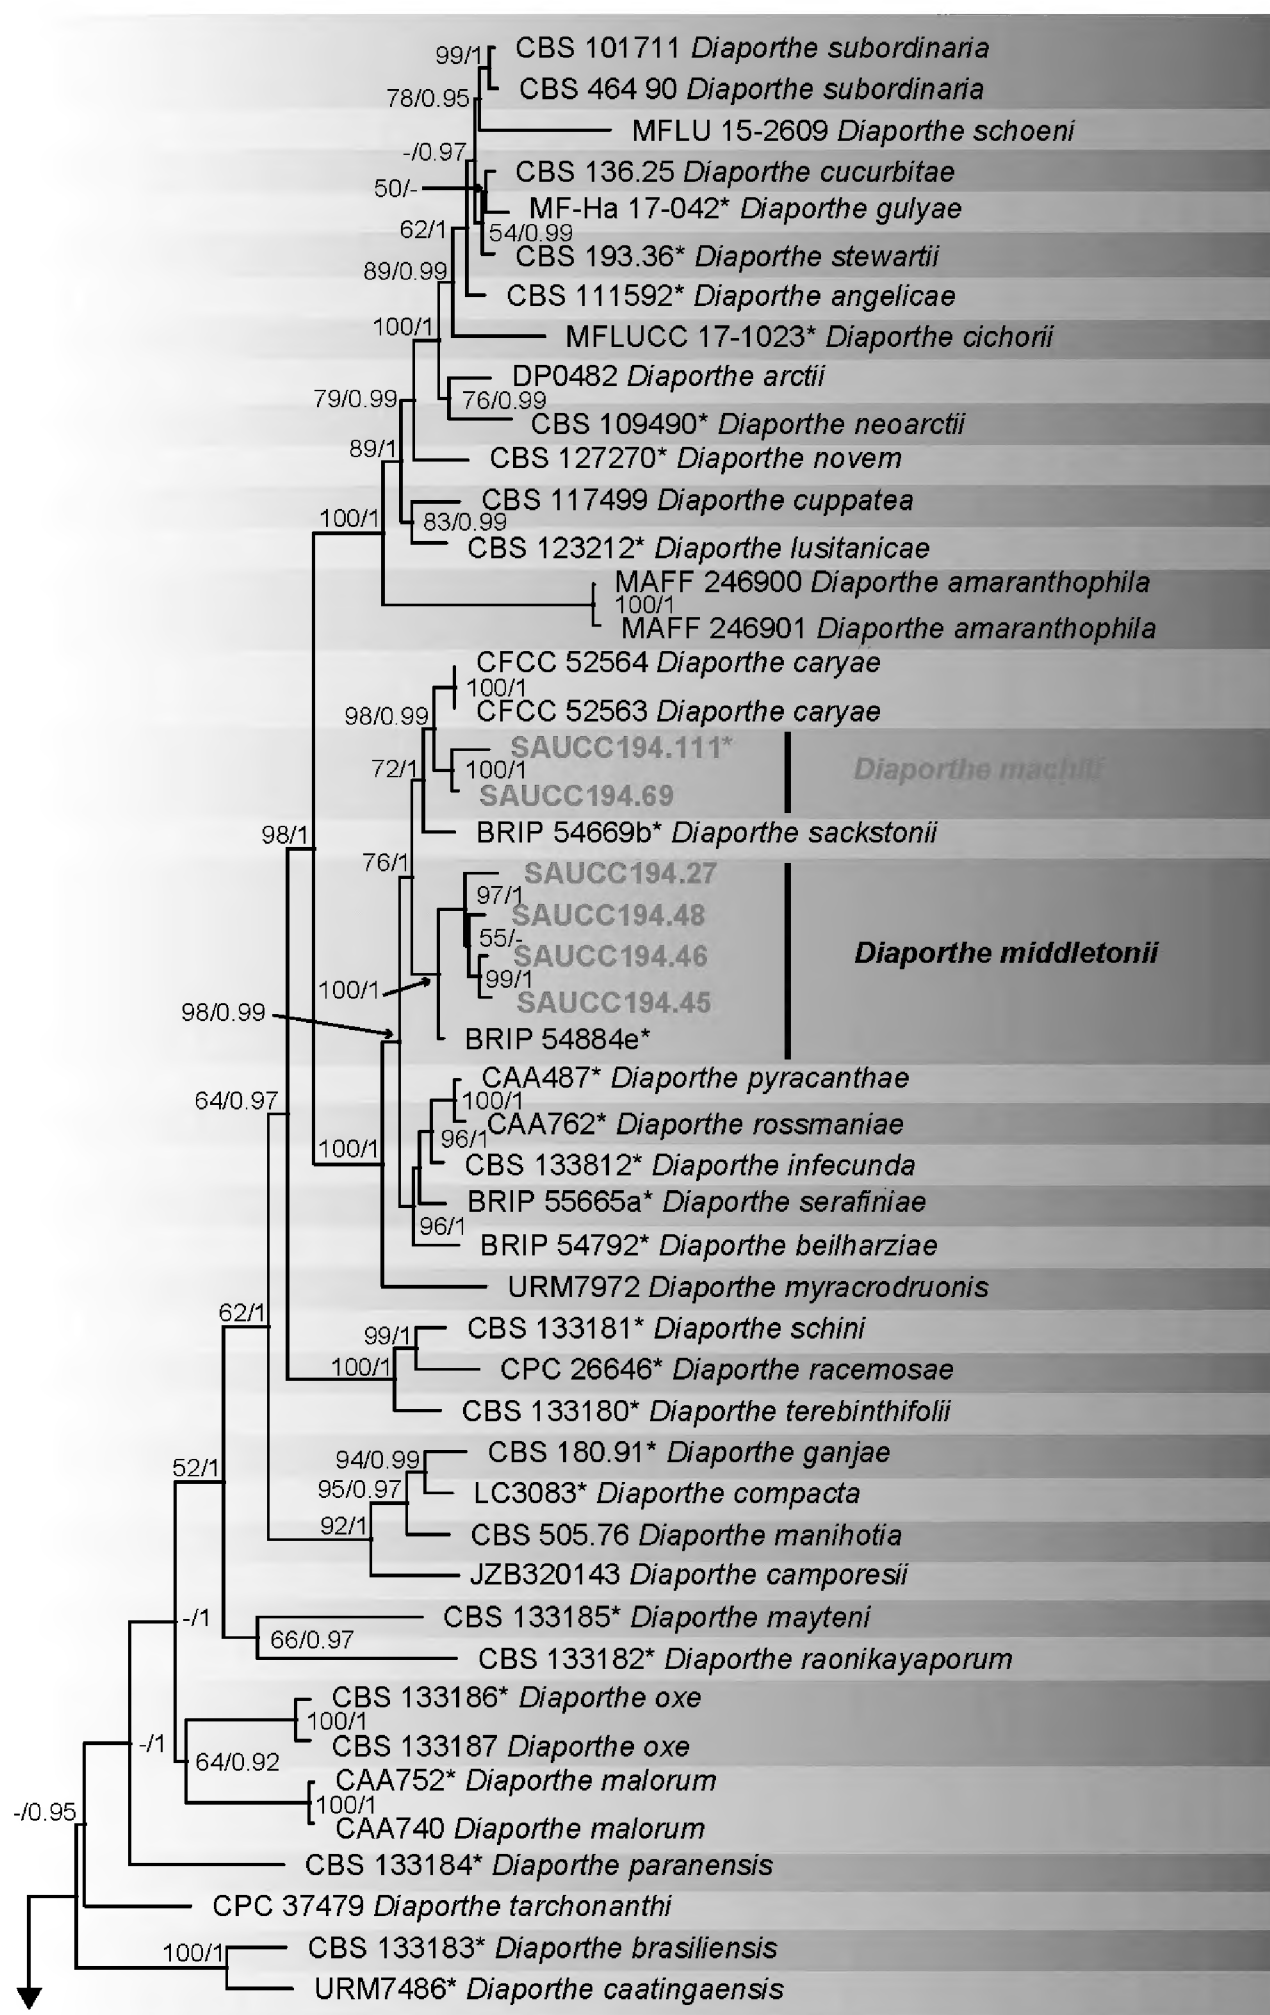 99/1
CBS 101711 Diaporthe subordinaria
CBS 464 90 Diaporthe subordinaria
78/0.95
MFLU 15-2609 Diaporthe schoeni
-/0.97
CBS 136.25 Diaporthe cucurbitae
50/-
MF-Ha 17-042* Diaporthe gulyae
62/1
54/0.99
CBS 193.36* Diaporthe stewartii
89/0.99
CBS 111592* Diaporthe angelicae
100/1
MFLUCC 17-1023* Diaporthe cichorii
DP0482 Diaporthe arctii
79/0.99
76/0.99
CBS 109490* Diaporthe neoarctii
89/1
CBS 127270* Diaporthe novem
CBS 117499 Diaporthe cuppatea
100/1
83/0.99
CBS 123212* Diaporthe lusitanicae
MAFF 246900 Diaporthe amaranthophila
100/1
MAFF 246901 Diaporthe amaranthophila
CFCC 52564 Diaporthe caryae
100/1
98/0.99
CFCC 52563 Diaporthe caryae
SAUCC194.111*
72/1
100/1
Diaporthe machili
SAUCC194.69
98/1
BRIP 54669b* Diaporthe sackstonii
76/1
SAUCC194.27
97/1
SAUCC194.48
55/-
SAUCC194.46
Diaporthe middletonii
99/1
100/1
SAUCC194.45
98/0.99
BRIP 54884e*
CAA487* Diaporthe pyracanthae
64/0.97
100/1
CAA762* Diaporthe rossmaniae
96/1
100/1
CBS 133812* Diaporthe infecunda
BRIP 55665a* Diaporthe serafiniae
96/1
BRIP 54792* Diaporthe beilharziae
URM7972 Diaporthe myracrodruonis
62/1
CBS 133181* Diaporthe schini
99/1
100/1
CPC 26646* Diaporthe racemosae
CBS 133180* Diaporthe terebinthifolii
CBS 180.91* Diaporthe ganjae
94/0.99
52/1
95/0.97
LC3083* Diaporthe compacta
92/1
CBS 505.76 Diaporthe manihotia
JZB320143 Diaporthe camporesii
-/1
CBS 133185* Diaporthe mayteni
66/0.97
CBS 133182* Diaporthe raonikayaporum
CBS 133186* Diaporthe oxe
100/1
-/1
CBS 133187 Diaporthe oxe
64/0.92
CAA752* Diaporthe malorum
100/1
-/0.95
CAA740 Diaporthe malorum
CBS 133184* Diaporthe paranensis
CPC 37479 Diaporthe tarchonanthi
100/1
CBS 133183* Diaporthe brasiliensis
URM7486* Diaporthe caatingaensis